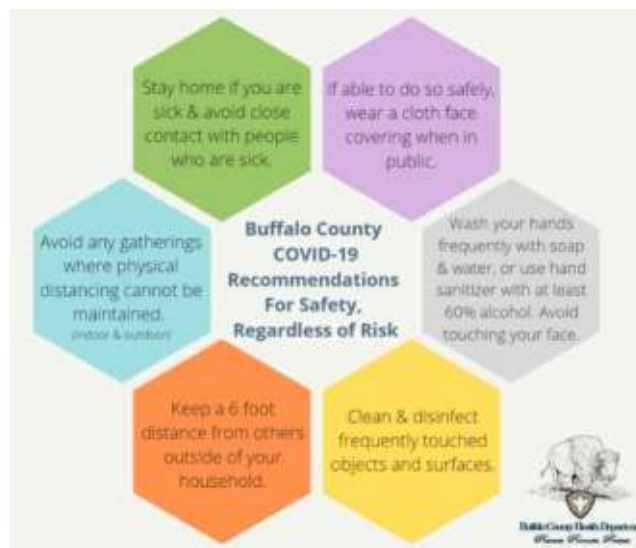 Stay home if you are
sick & avoid close
contact with people
who are sick.
If able to do so safely,
wear a cloth face
covering when in
public.
Avoid any gatherings
where physical
distancing cannot be
maintained.
(indoor & outdoor)
Buffalo County
COVID-19
Recommendations
For Safety,
Regardless of Risk
Wash your hands
frequently with soap
& water, or use hand
sanitizer with at least
60% alcohol. Avoid
touching your face.
Keep a 6 foot
distance from others
outside of your
household.
Clean & disinfect
frequently touched
objects and surfaces.
Buffalo County Health